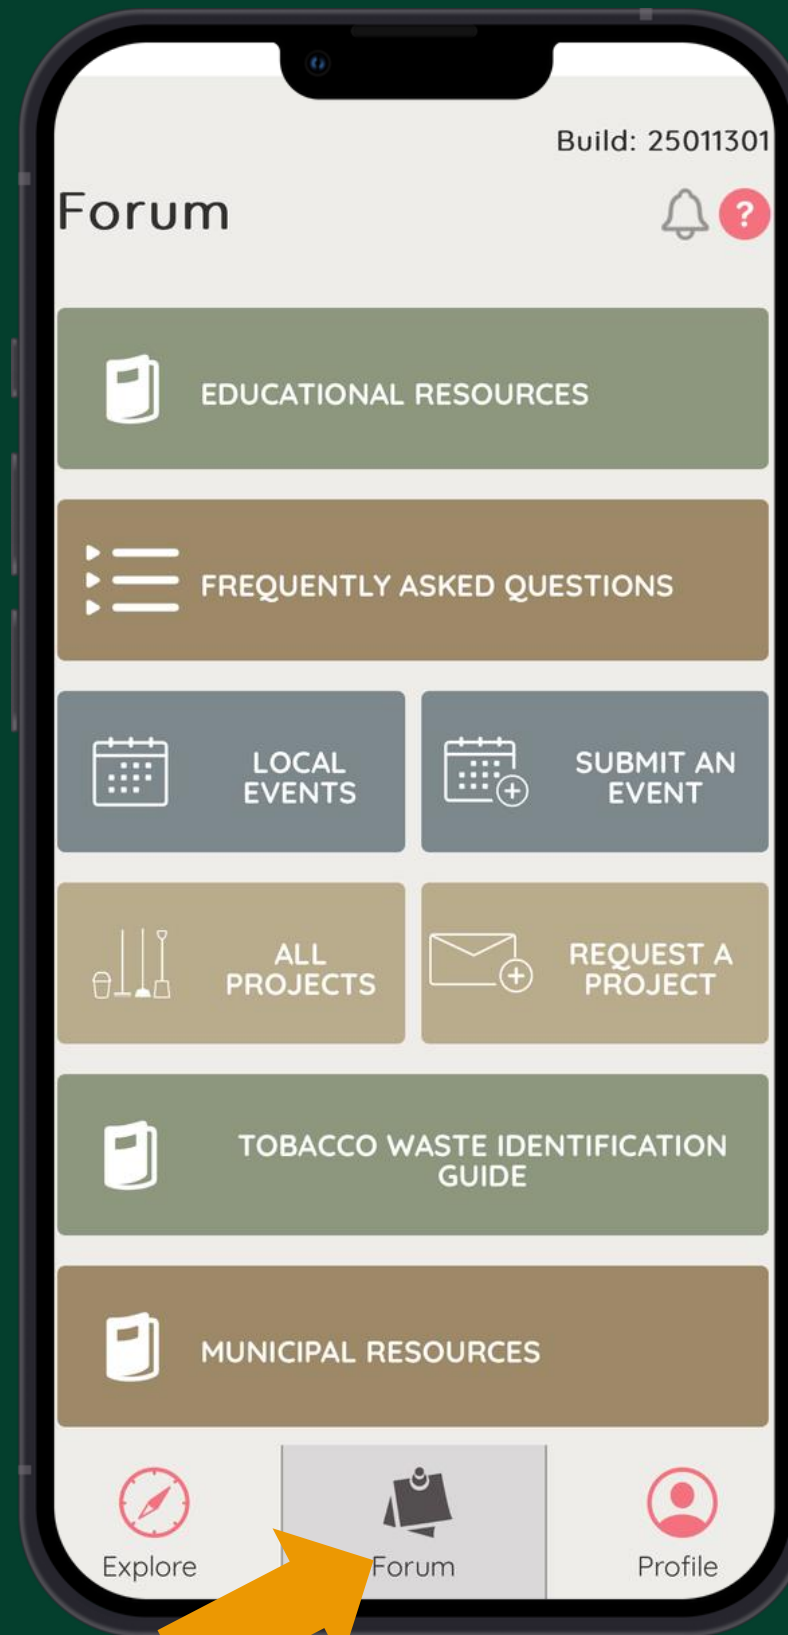 Build: 25011301
Forum
?
EDUCATIONAL RESOURCES
FREQUENTLY ASKED QUESTIONS
LOCAL
EVENTS
SUBMIT AN
EVENT
ALL
PROJECTS
REQUEST A
PROJECT
TOBACCO WASTE IDENTIFICATION
GUIDE
MUNICIPAL RESOURCES
Explore
Forum
Profile